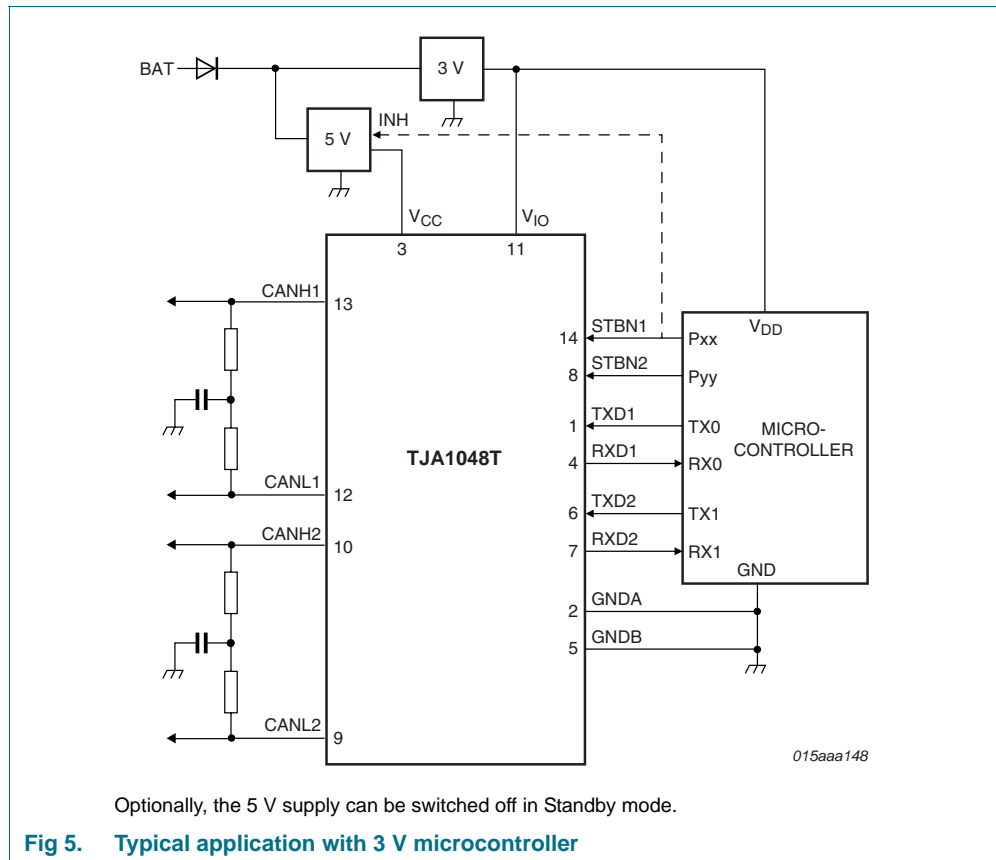 BAT
3 V
INH
5 V
VCC
VIO
3
11
CANH1
13
CANL1
12
CANH2
10
CANL2
9
TJA1048T
14
STBN1
8
STBN2
1
TXD1
4
RXD1
6
TXD2
7
RXD2
2
GNDA
5
GNDB
VDD
Pxx
Pyy
TX0
MICRO-
CONTROLLER
RX0
TX1
RX1
GND
015aaa148
Optionally, the 5 V supply can be switched off in Standby mode.
Fig 5. Typical application with 3 V microcontroller